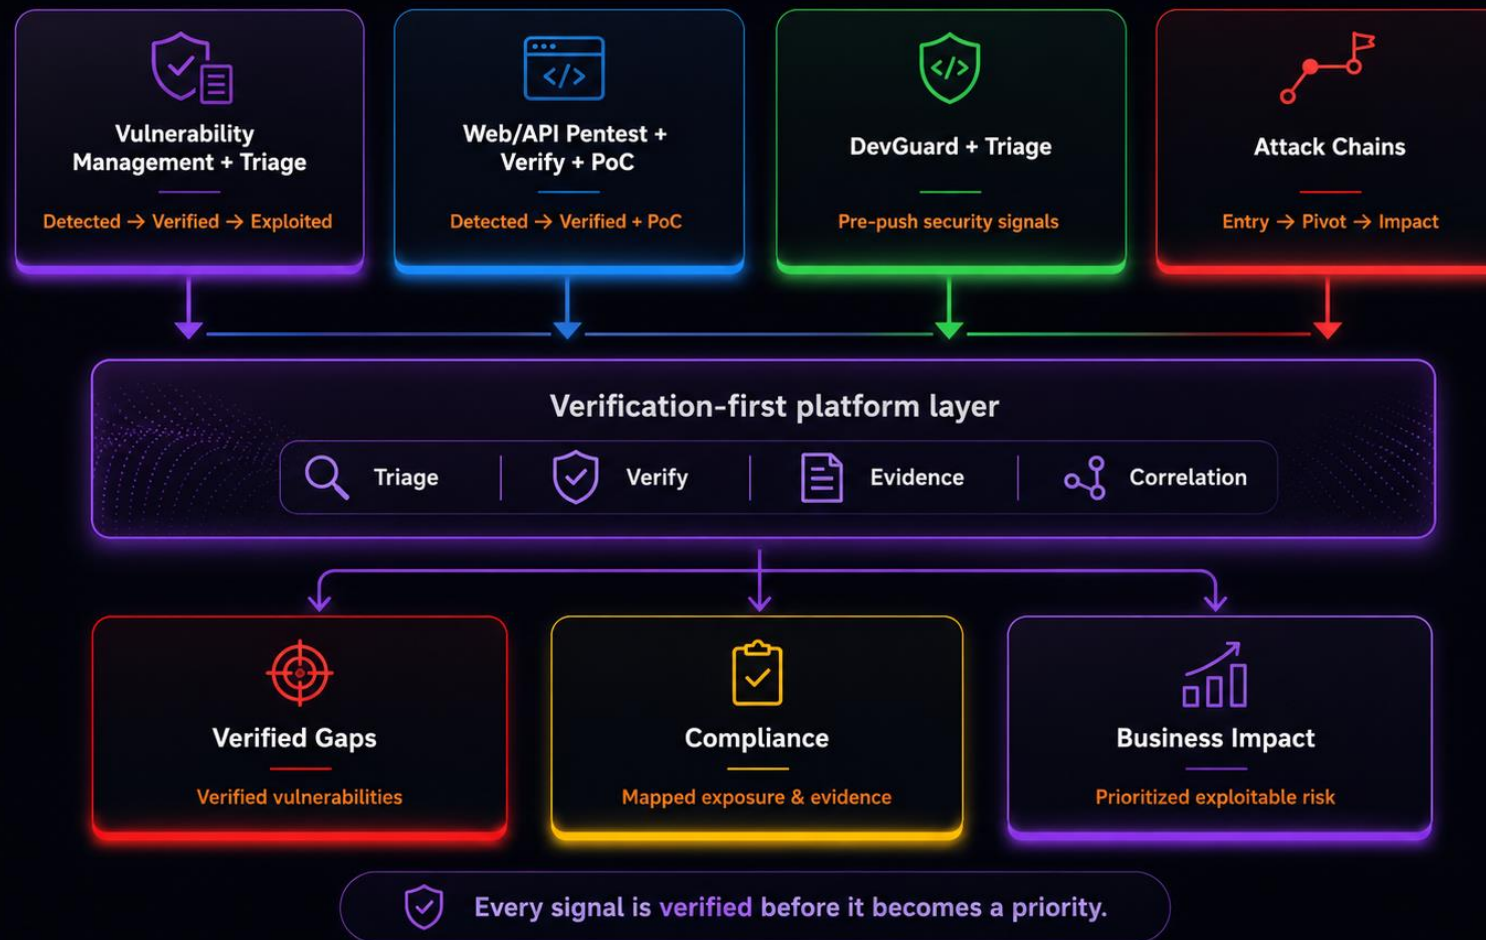 Vulnerability
Management + Triage
Detected → Verified → Exploited
</>
Web/API Pentest +
Verify + PoC
Detected → Verified + PoC
</>
DevGuard + Triage
Pre-push security signals
Attack Chains
Entry → Pivot → Impact
Verification-first platform layer
Triage
Verify
Evidence
Correlation
Verified Gaps
Verified vulnerabilities
Compliance
Mapped exposure & evidence
Business Impact
Prioritized exploitable risk
Every signal is verified before it becomes a priority.